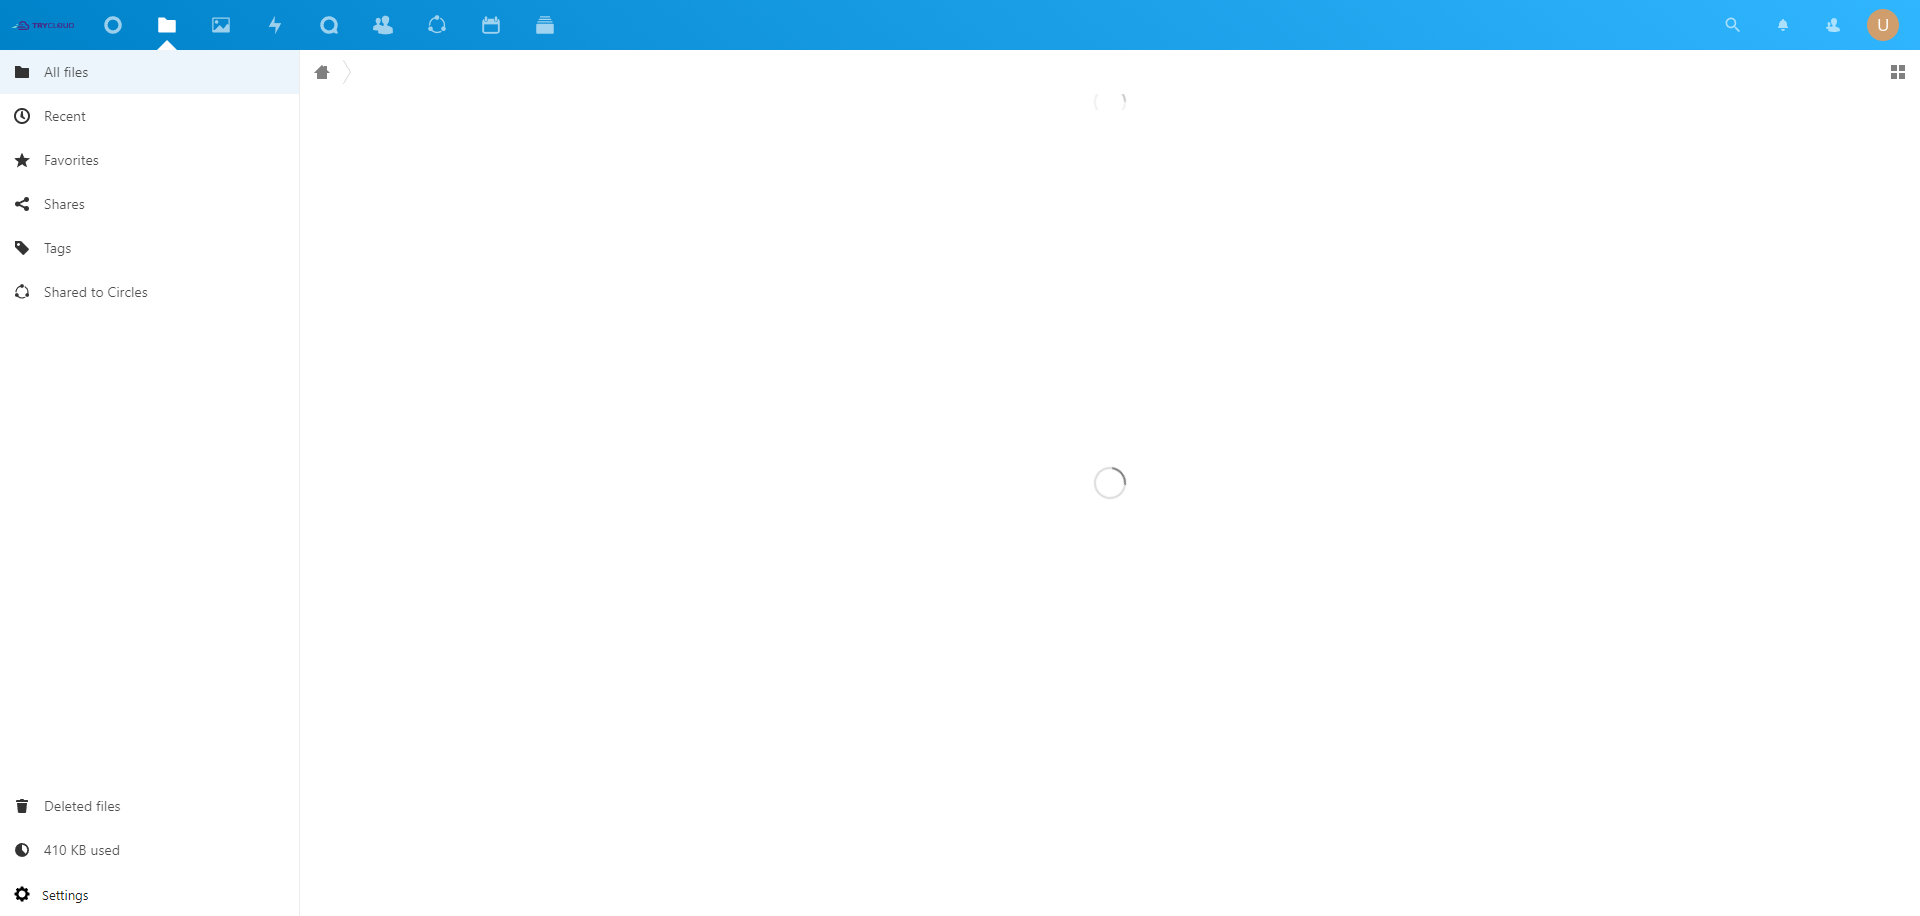 TRYCLOUD
U
All files
Recent
Favorites
Shares
Tags
Shared to Circles
Deleted files
410 KB used
Settings